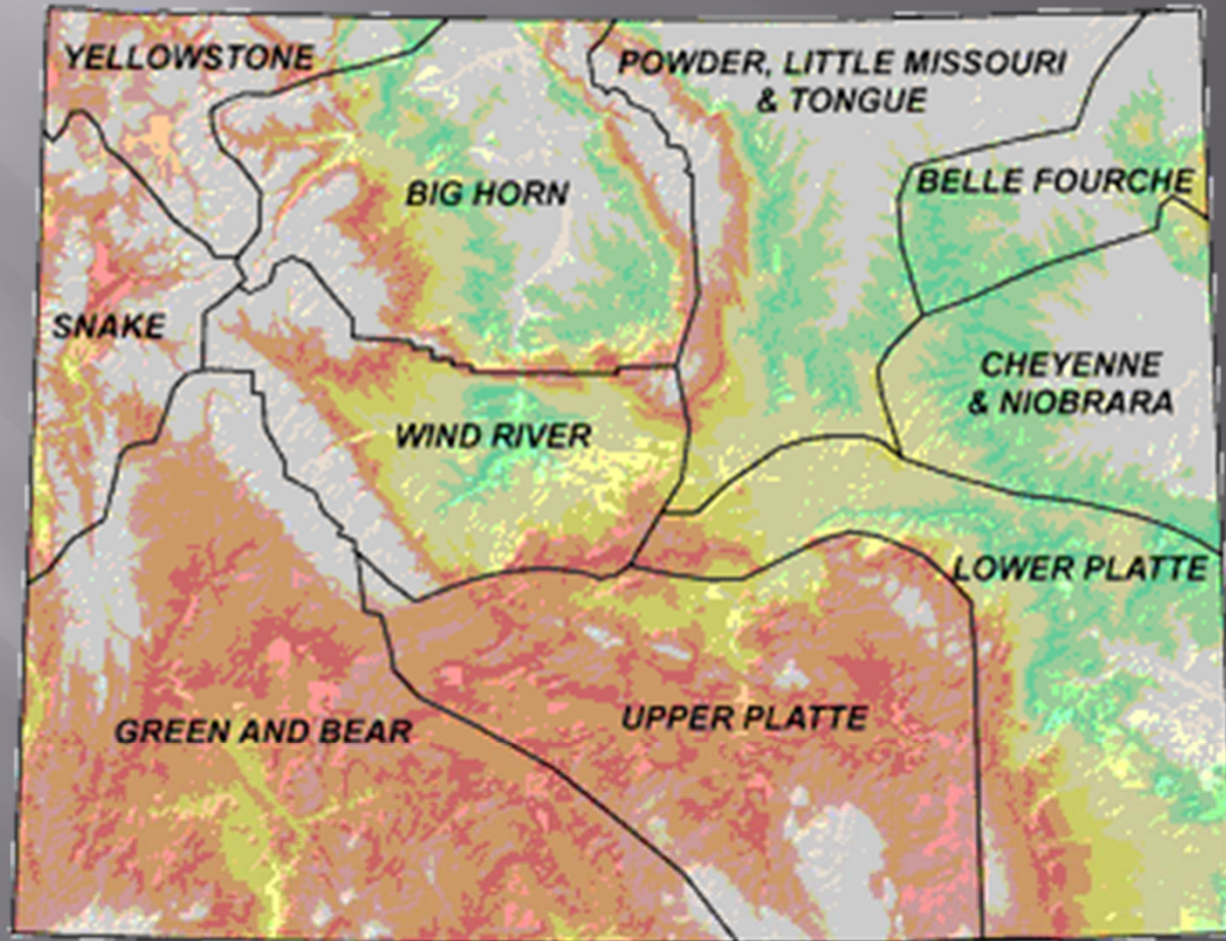 YELLOWSTONE
POWDER, LITTLE MISSOURI
& TONGUE
BIG HORN
BELLE FOURCHE
SNAKE
CHEYENNE
& NIOBRARA
WIND RIVER
LOWER PLATTE
GREEN AND BEAR
UPPER PLATTE